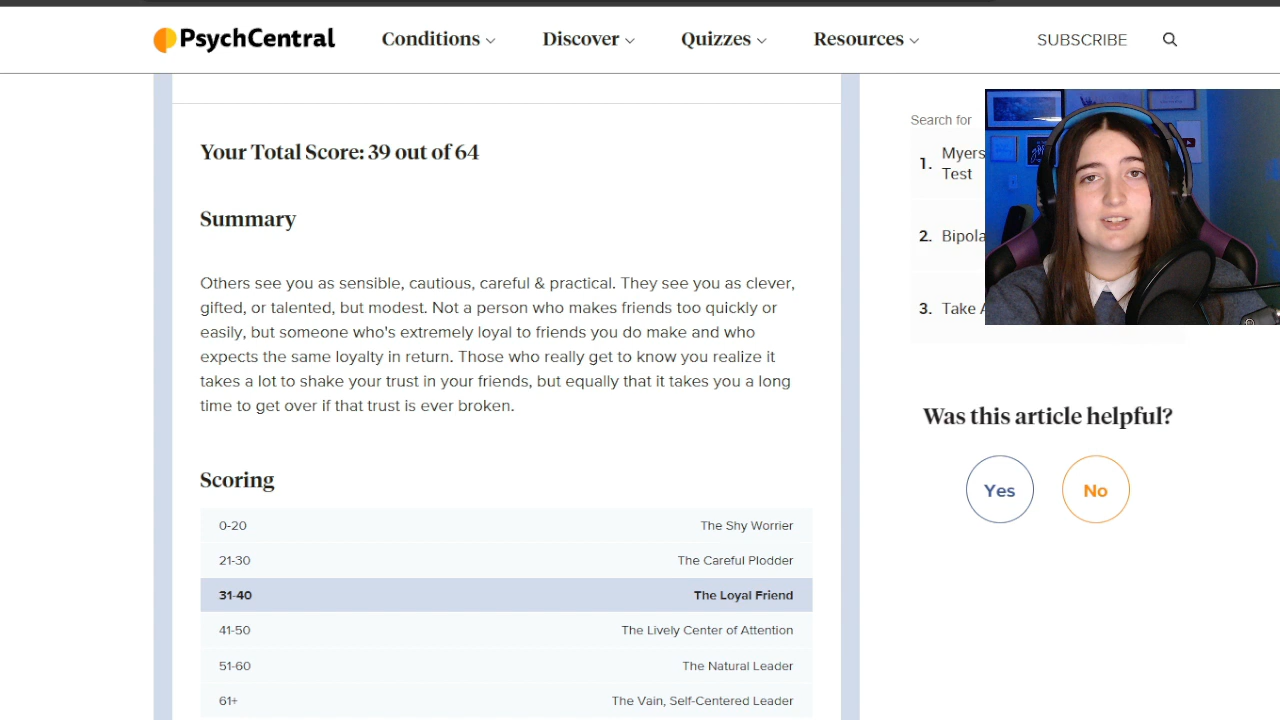 PsychCentral
Conditions
Discover
Quizzes
Resources
SUBSCRIBE
Your Total Score: 39 out of 64
Summary
Others see you as sensible, cautious, careful & practical. They see you as clever,
gifted, or talented, but modest. Not a person who makes friends too quickly or
easily, but someone who's extremely loyal to friends you do make and who
expects the same loyalty in return. Those who really get to know you realize it
takes a lot to shake your trust in your friends, but equally that it takes you a long
time to get over if that trust is ever broken.
Scoring
0-20 The Shy Worrier
21-30 The Careful Plodder
31-40 The Loyal Friend
41-50 The Lively Center of Attention
51-60 The Natural Leader
61+ The Vain, Self-Centered Leader
Search for
1. Myers
Test
2. Bipola
3. Take
Was this article helpful?
Yes
No